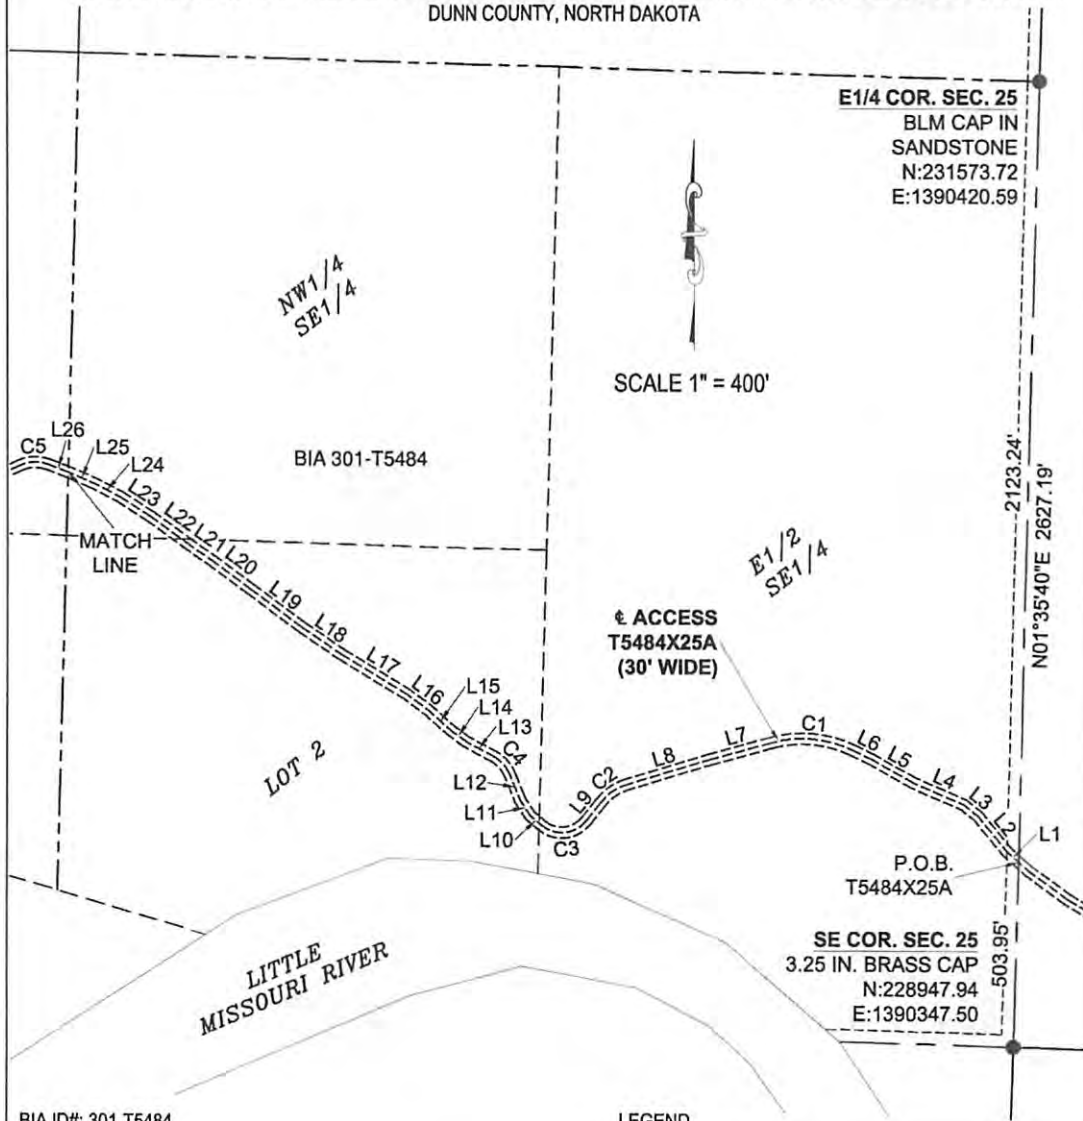 DUNN COUNTY, NORTH DAKOTA
E1/4 COR. SEC. 25
BLM CAP IN
SANDSTONE
N:231573.72
E:1390420.59
NW1/4
SE1/4
SCALE 1" = 400'
BIA 301-T5484
C5
L26
L25
L24
L23
L22
L21
L20
L19
L18
L17
L16
L15
L14
L13
C4
L12
L11
L10
C3
L9
C2
L8
L7
C1
L6
L5
L4
L3
L2
L1
MATCH
LINE
E1/2
SE1/4
2123.24'
N01°35'40"E 2627.19'
℄ ACCESS
T5484X25A
(30' WIDE)
LOT 2
P.O.B.
T5484X25A
SE COR. SEC. 25
3.25 IN. BRASS CAP
N:228947.94
E:1390347.50
503.95'
LITTLE
MISSOURI RIVER
BIA ID#: 301 T5484
LEGEND